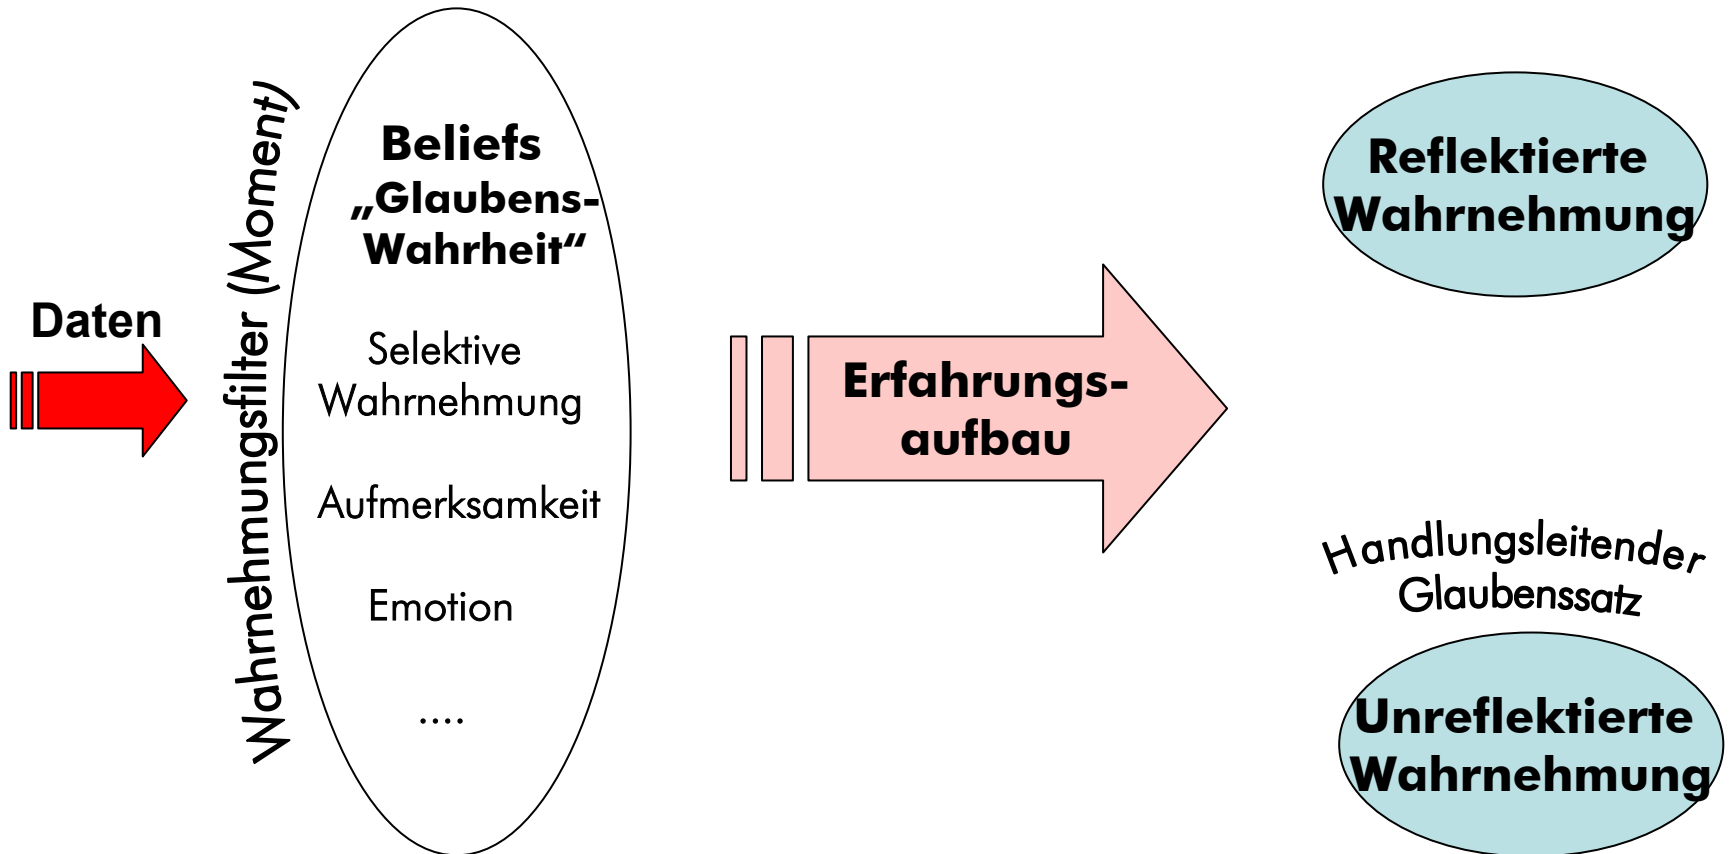 Daten
Wahrnehmungsfilter (Moment)
Beliefs
„Glaubens-
Wahrheit“
Selektive
Wahrnehmung
Aufmerksamkeit
Emotion
....
Erfahrungs-
aufbau
Reflektierte
Wahrnehmung
Handlungsleitender
Glaubenssatz
Unreflektierte
Wahrnehmung